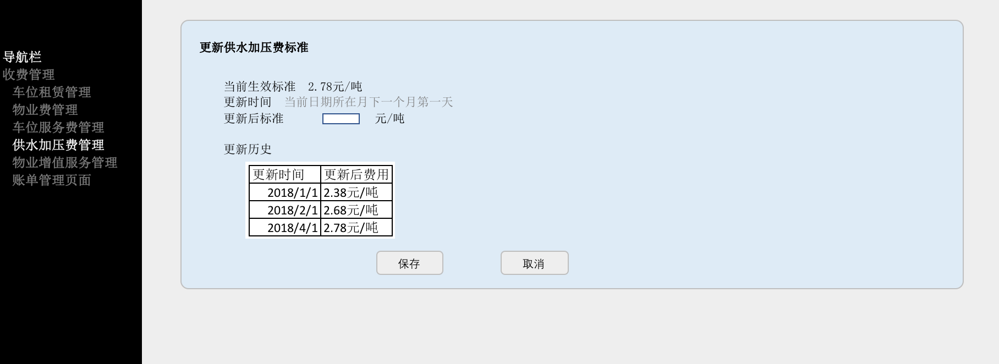 导航栏
收费管理
车位租赁管理
物业费管理
车位服务费管理
供水加压费管理
物业增值服务管理
账单管理页面
更新供水加压费标准
当前生效标准 2.78元/吨
更新时间 当前日期所在月下一个月第一天
更新后标准 元/吨
更新历史
更新时间 更新后费用
2018/1/1 2.38元/吨
2018/2/1 2.68元/吨
2018/4/1 2.78元/吨
保存 取消